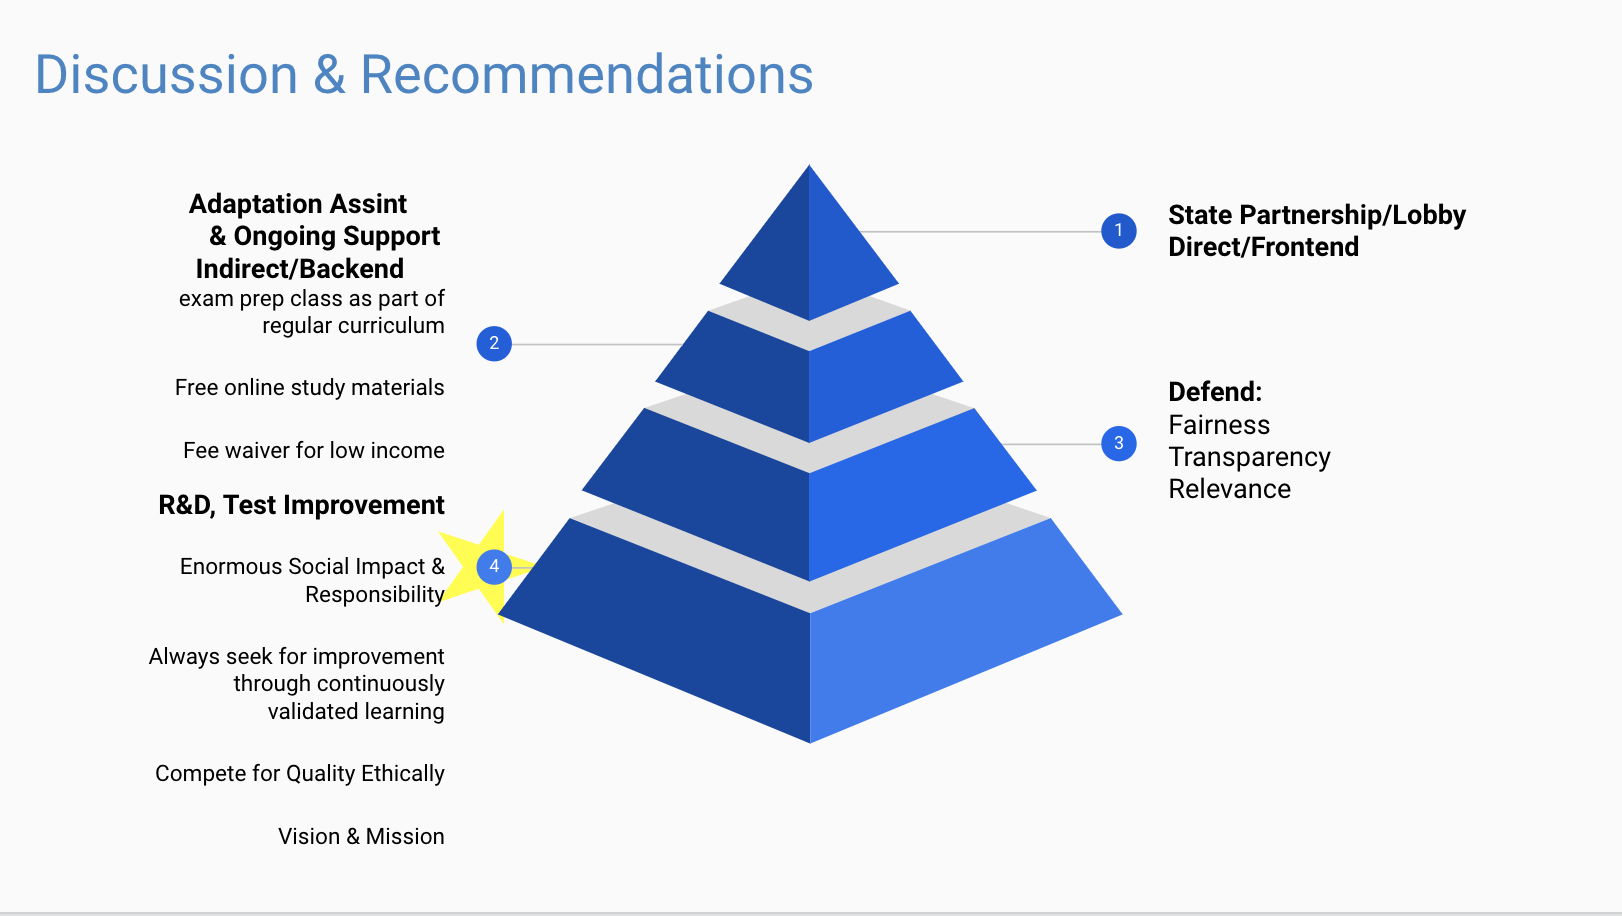 Discussion & Recommendations
Adaptation Assint
& Ongoing Support
Indirect/Backend
exam prep class as part of
regular curriculum
Free online study materials
Fee waiver for low income
2
R&D, Test Improvement
Enormous Social Impact &
Responsibility
Always seek for improvement
through continuously
validated learning
Compete for Quality Ethically
Vision & Mission
4
1
State Partnership/Lobby
Direct/Frontend
3
Defend:
Fairness
Transparency
Relevance